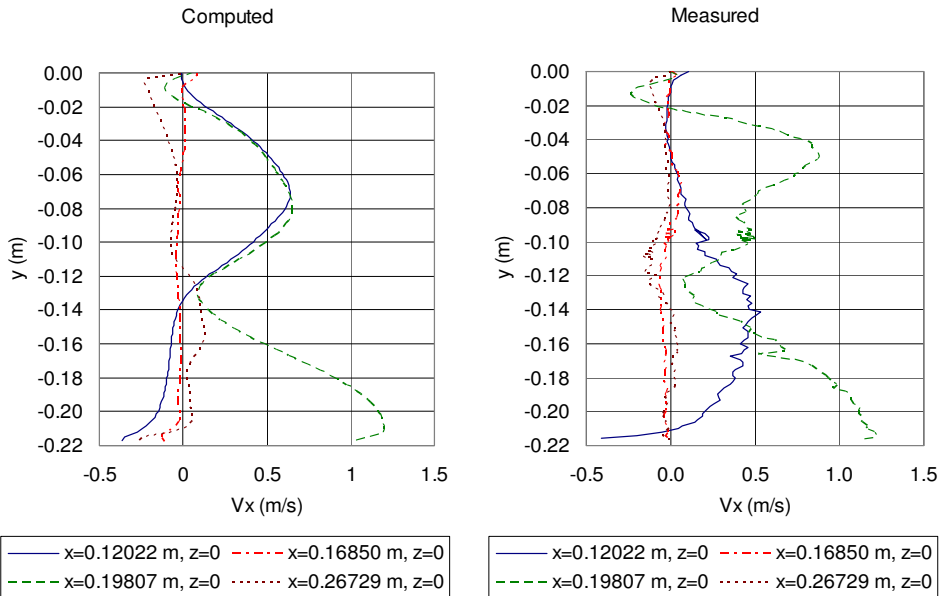 Computed
Measured
0.00
-0.02
-0.04
-0.06
-0.08
-0.10
-0.12
-0.14
-0.16
-0.18
-0.20
-0.22
y (m)
-0.5
0
0.5
1
1.5
Vx (m/s)
x=0.12022 m, z=0
x=0.16850 m, z=0
x=0.19807 m, z=0
x=0.26729 m, z=0
0.00
-0.02
-0.04
-0.06
-0.08
-0.10
-0.12
-0.14
-0.16
-0.18
-0.20
-0.22
y (m)
-0.5
0.0
0.5
1.0
1.5
Vx (m/s)
x=0.12022 m, z=0
x=0.16850 m, z=0
x=0.19807 m, z=0
x=0.26729 m, z=0